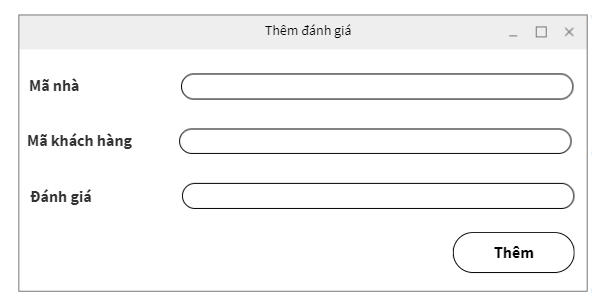 Thêm đánh giá
Mã nhà
Mã khách hàng
Đánh giá
Thêm